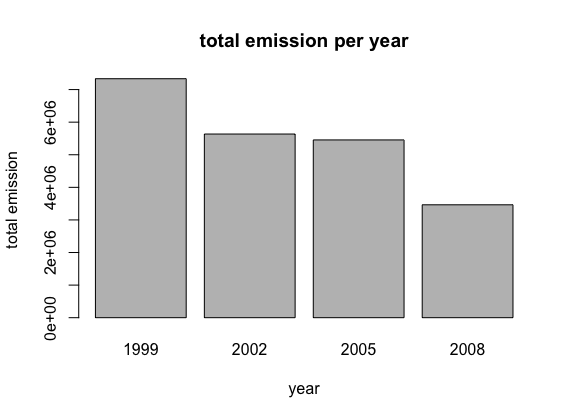 total emission per year
6e+06
4e+06
2e+06
0e+00
total emission
1999 2002 2005 2008
year